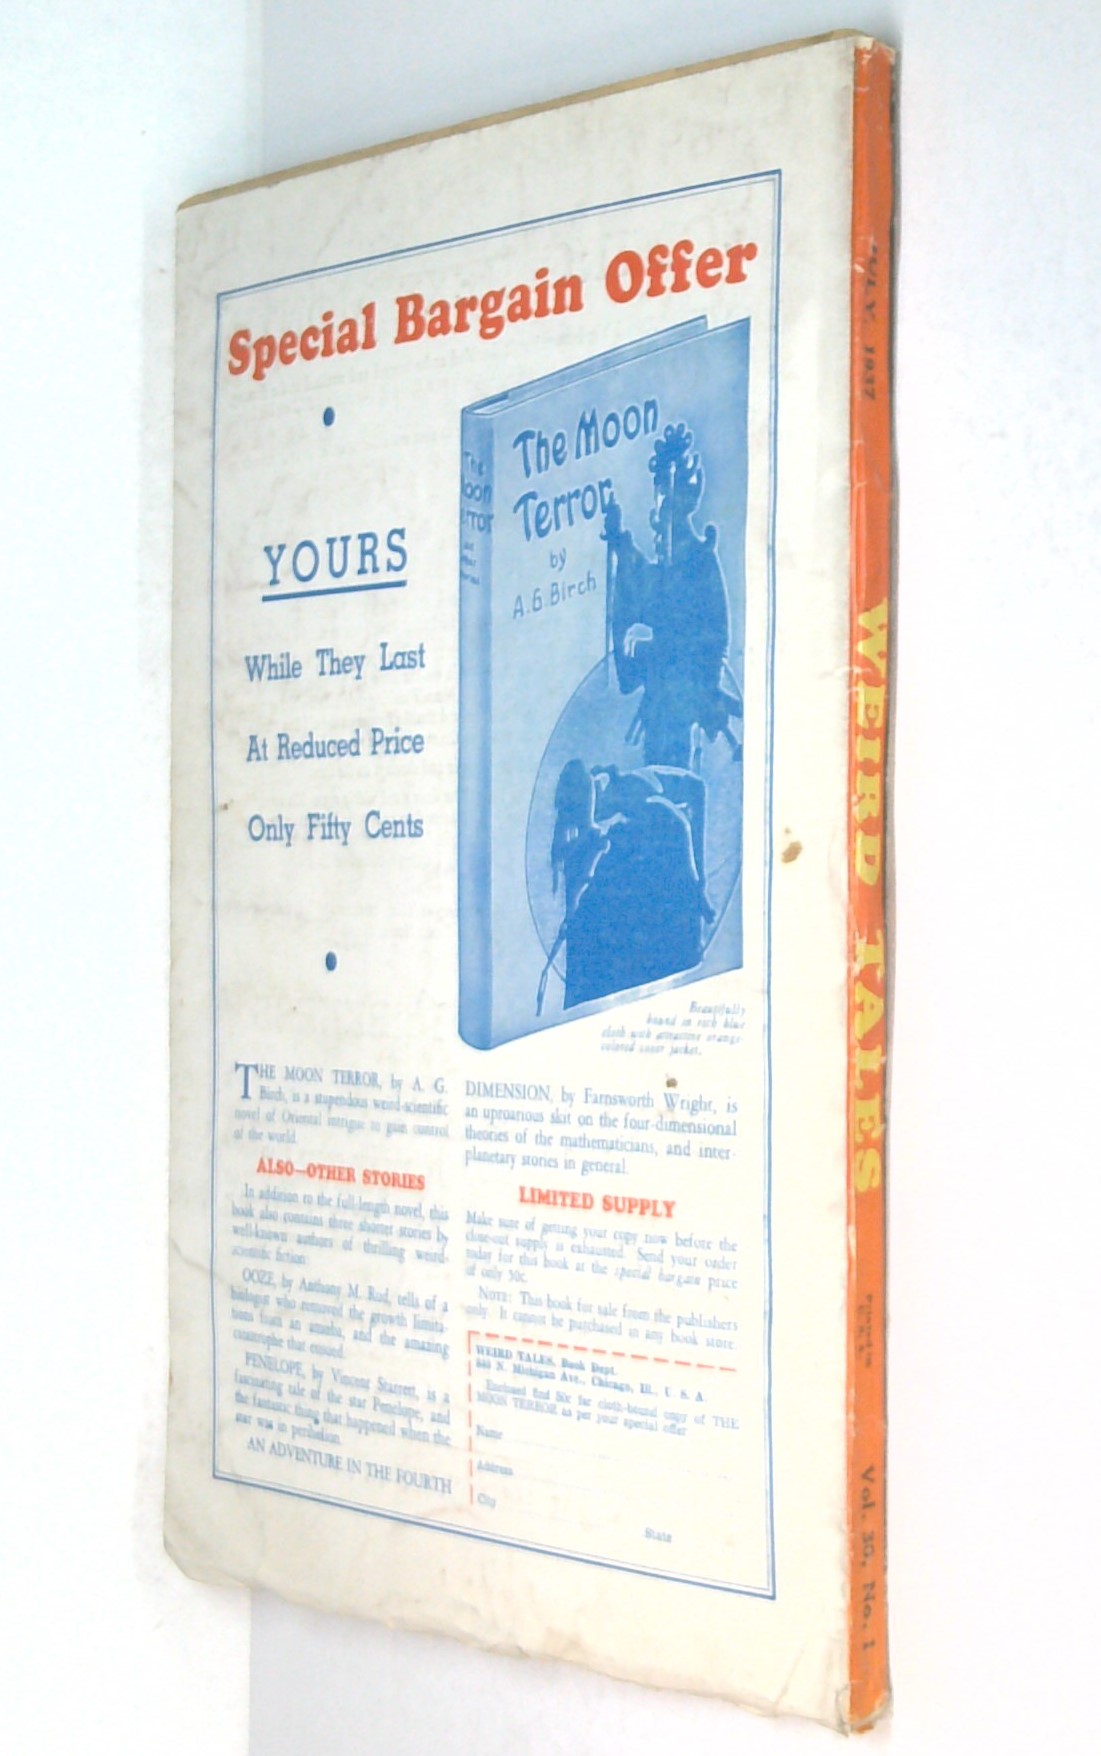 Special Bargain Offer
YOURS
While They Last
At Reduced Price
Only Fifty Cents
The Moon
Terror
by
A.G. Birch
The
Moon
Terror
Beautifully
bound in rich blue
cloth with attractive orange-
colored cover jacket.
THE MOON TERROR, by A. G.
Birch, is a stupendous weird-scientific
novel of Oriental intrigue to gain control
of the world.
ALSO—OTHER STORIES
In addition to the full-length novel, this
book also contains three shorter stories by
well-known authors of thrilling weird-
scientific fiction:
OOZE, by Anthony M. Rud, tells of a
biologist who removed the growth limita-
tions from an amoeba, and the amazing
catastrophe that ensued.
PENELOPE, by Vincent Starrett, is a
fascinating tale of the star Penelope, and
the fantastic thing that happened when the
star was in perihelion.
AN ADVENTURE IN THE FOURTH
DIMENSION, by Farnsworth Wright, is
an uproarious skit on the four-dimensional
theories of the mathematicians, and inter-
planetary stories in general.
LIMITED SUPPLY
Make sure of getting your copy now before the
close-out supply is exhausted. Send your order
today for this book at the special bargain price
of only 50c.
NOTE: This book for sale from the publishers
only. It cannot be purchased in any book store.
WEIRD TALES, Book Dept.
840 N. Michigan Ave., Chicago, Ill., U. S. A.
Enclosed find 50c for cloth-bound copy of THE
MOON TERROR as per your special offer
Name
Address
City
State
JULY, 1937
WEIRD TALES
Vol. 30, No. 1